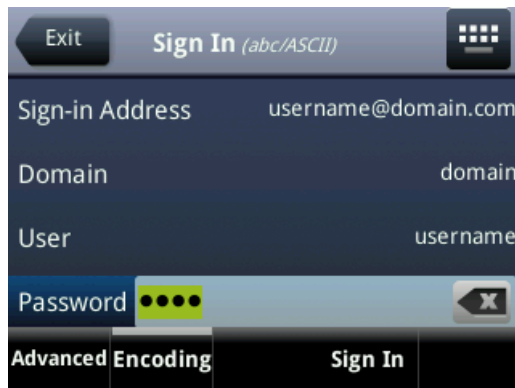 Exit Sign In (abc/ASCII)
Sign-in Address username@domain.com
Domain domain
User username
Password ●●●●
Advanced Encoding Sign In